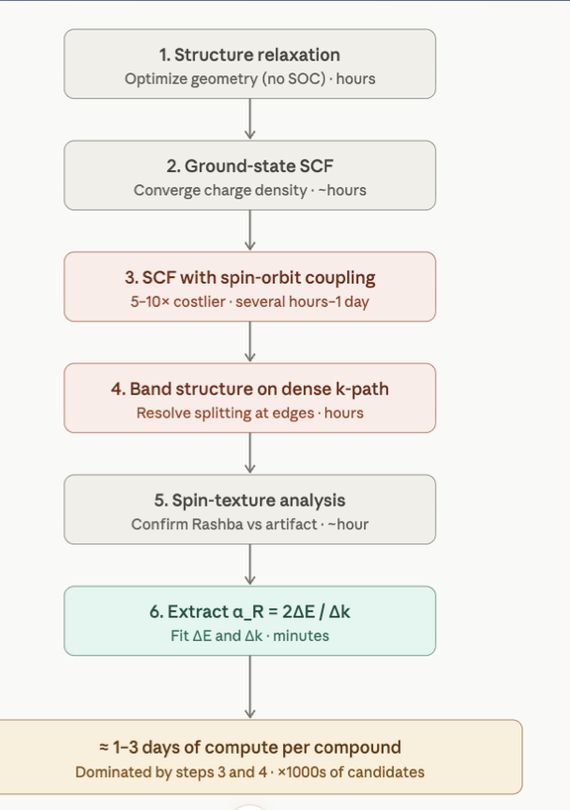 1. Structure relaxation
Optimize geometry (no SOC) · hours
2. Ground-state SCF
Converge charge density · ~hours
3. SCF with spin-orbit coupling
5–10× costlier · several hours–1 day
4. Band structure on dense k-path
Resolve splitting at edges · hours
5. Spin-texture analysis
Confirm Rashba vs artifact · ~hour
6. Extract α_R = 2ΔE / Δk
Fit ΔE and Δk · minutes
≈ 1–3 days of compute per compound
Dominated by steps 3 and 4 · ×1000s of candidates